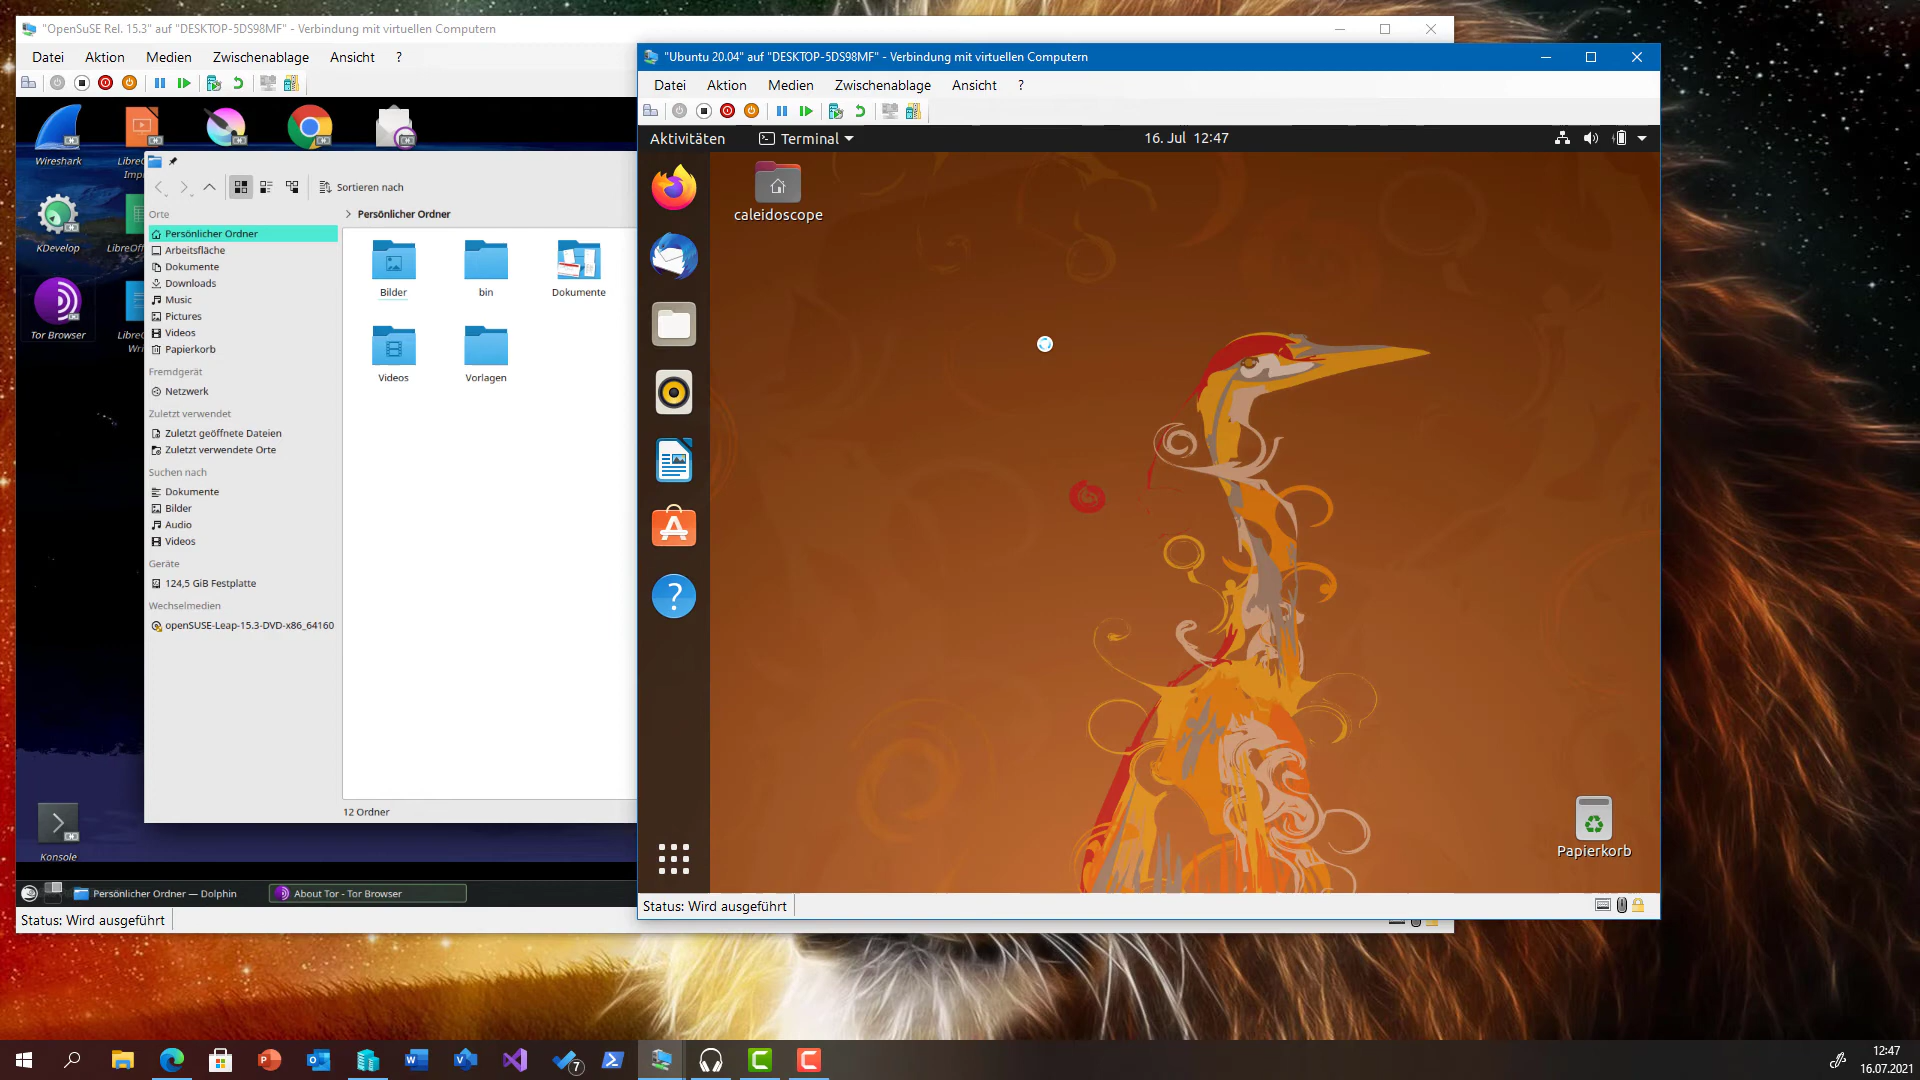 "OpenSuSE Rel. 15.3" auf "DESKTOP-5DS98MF" - Verbindung mit virtuellen Computern
Datei Aktion Medien Zwischenablage Ansicht ?
Wireshark
KDevelop
LibreOf
Tor Browser
Konsole
Sortieren nach
Orte
Persönlicher Ordner
Arbeitsfläche
Dokumente
Downloads
Music
Pictures
Videos
Papierkorb
Fremdgerät
Netzwerk
Zuletzt verwendet
Zuletzt geöffnete Dateien
Zuletzt verwendete Orte
Suchen nach
Dokumente
Bilder
Audio
Videos
Geräte
124,5 GiB Festplatte
Wechselmedien
openSUSE-Leap-15.3-DVD-x86_64160
Persönlicher Ordner
Bilder
bin
Dokumente
Videos
Vorlagen
12 Ordner
Persönlicher Ordner — Dolphin
About Tor - Tor Browser
Status: Wird ausgeführt
"Ubuntu 20.04" auf "DESKTOP-5DS98MF" - Verbindung mit virtuellen Computern
Datei Aktion Medien Zwischenablage Ansicht ?
Aktivitäten
Terminal
16. Jul 12:47
caleidoscope
Papierkorb
Status: Wird ausgeführt
7
12:47
16.07.2021